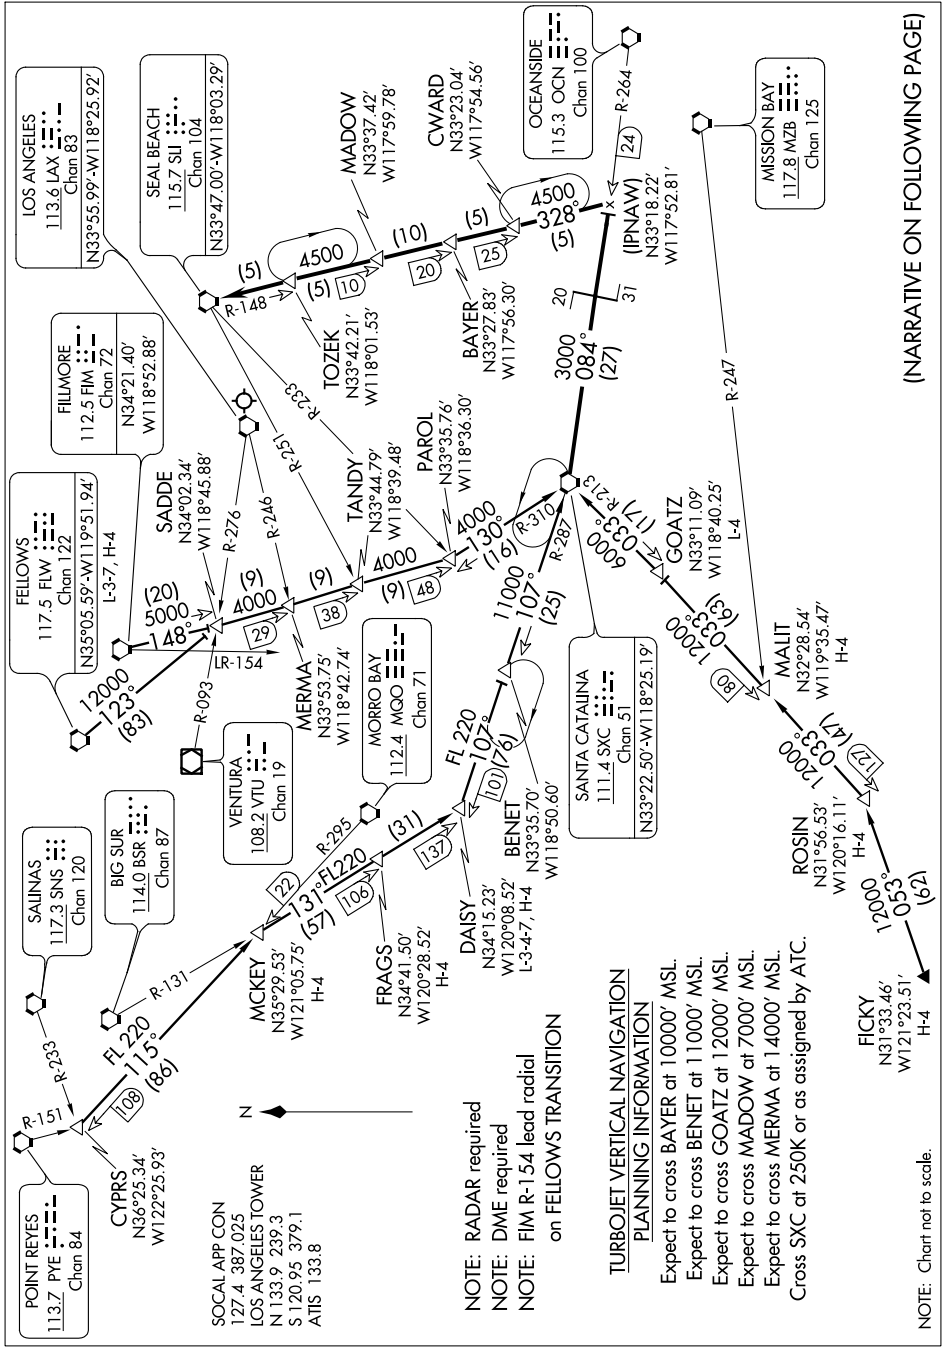 POINT REYES
113.7 PYE
Chan 84
SALINAS
117.3 SNS
Chan 120
BIG SUR
114.0 BSR
Chan 87
VENTURA
108.2 VTU
Chan 19
FELLOWS
117.5 FLW
Chan 122
N35°05.59'-W119°51.94'
L-3-7, H-4
FILLMORE
112.5 FIM
Chan 72
N34°21.40'
W118°52.88'
LOS ANGELES
113.6 LAX
Chan 83
N33°55.99'-W118°25.92'
SEAL BEACH
115.7 SLI
Chan 104
N33°47.00'-W118°03.29'
MADOW
N33°37.42'
W117°59.78'
CWARD
N33°23.04'
W117°54.56'
OCEANSIDE
115.3 OCN
Chan 100
R-264
24
MISSION BAY
117.8 MZB
Chan 125
R-247
R-151
R-233
108
CYPRS
N36°25.34'
W122°25.93'
FL 220
115°
(86)
R-131
MCKEY
N35°29.53'
W121°05.75'
H-4
22
R-295
MORRO BAY
112.4 MQO
Chan 71
131°
FL220
(57)
(31)
106
137
FRAGS
N34°41.50'
W120°28.52'
H-4
DAISY
N34°15.23'
W120°08.52'
L-3-4-7, H-4
101
FL 220
107°
(76)
BENET
N33°35.70'
W118°50.60'
11000
107°
(25)
R-287
12000
123°
(83)
R-093
LR-154
148°
5000
(20)
SADDE
N34°02.34'
W118°45.88'
R-276
R-246
4000
(9)
29
MERMA
N33°53.75'
W118°42.74'
(9)
38
TANDY
N33°44.79'
W118°39.48'
R-251
R-233
4000
(9)
48
PAROL
N33°35.76'
W118°36.30'
4000
130°
(16)
R-310
SANTA CATALINA
111.4 SXC
Chan 51
N33°22.50'-W118°25.19'
3000
084°
(27)
20
31
(IPNAW)
N33°18.22'
W117°52.81'
4500
328°
(5)
25
(5)
BAYER
N33°27.83'
W117°56.30'
20
(10)
10
(5)
4500
TOZEK
N33°42.21'
W118°01.53'
R-148
(5)
R-213
6000
033°
(17)
GOATZ
N33°11.09'
W118°40.25'
L-4
12000
033°
(63)
80
MALIT
N32°28.54'
W119°35.47'
H-4
12000
033°
(47)
127
ROSIN
N31°56.53'
W120°16.11'
H-4
12000
053°
(62)
FICKY
N31°33.46'
W121°23.51'
H-4
N
SOCAL APP CON
127.4 387.025
LOS ANGELES TOWER
N 133.9 239.3
S 120.95 379.1
ATIS 133.8
NOTE: RADAR required
NOTE: DME required
NOTE: FIM R-154 lead radial
on FELLOWS TRANSITION
TURBOJET VERTICAL NAVIGATION
PLANNING INFORMATION
Expect to cross BAYER at 10000' MSL.
Expect to cross BENET at 11000' MSL.
Expect to cross GOATZ at 12000' MSL.
Expect to cross MADOW at 7000' MSL.
Expect to cross MERMA at 14000' MSL.
Cross SXC at 250K or as assigned by ATC.
NOTE: Chart not to scale.
(NARRATIVE ON FOLLOWING PAGE)